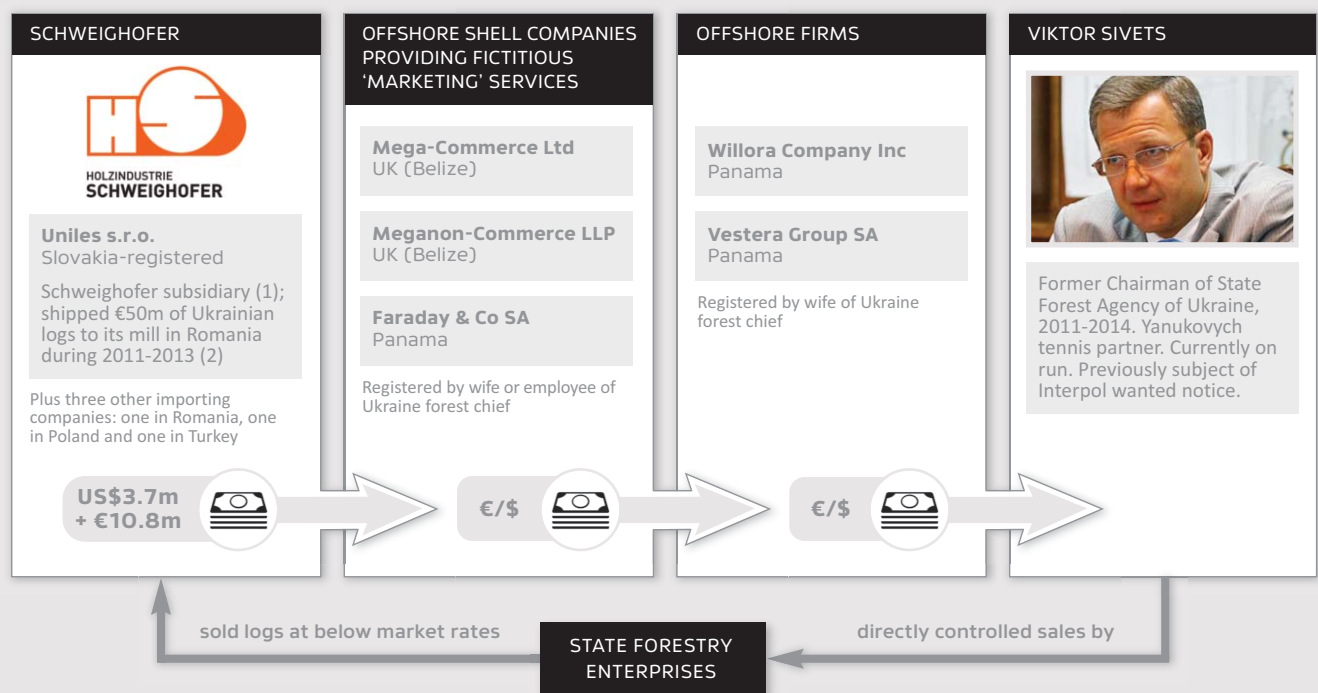 SCHWEIGHOFER
HOLZINDUSTRIE
SCHWEIGHOFER
Uniles s.r.o.
Slovakia-registered
Schweighofer subsidiary (1);
shipped €50m of Ukrainian
logs to its mill in Romania
during 2011-2013 (2)
Plus three other importing
companies: one in Romania, one
in Poland and one in Turkey
US$3.7m
+ €10.8m
OFFSHORE SHELL COMPANIES
PROVIDING FICTITIOUS
‘MARKETING’ SERVICES
Mega-Commerce Ltd
UK (Belize)
Meganon-Commerce LLP
UK (Belize)
Faraday & Co SA
Panama
Registered by wife or employee of
Ukraine forest chief
€/$
OFFSHORE FIRMS
Willora Company Inc
Panama
Vestera Group SA
Panama
Registered by wife of Ukraine
forest chief
€/$
VIKTOR SIVETS
Former Chairman of State
Forest Agency of Ukraine,
2011-2014. Yanukovych
tennis partner. Currently on
run. Previously subject of
Interpol wanted notice.
sold logs at below market rates
STATE FORESTRY
ENTERPRISES
directly controlled sales by